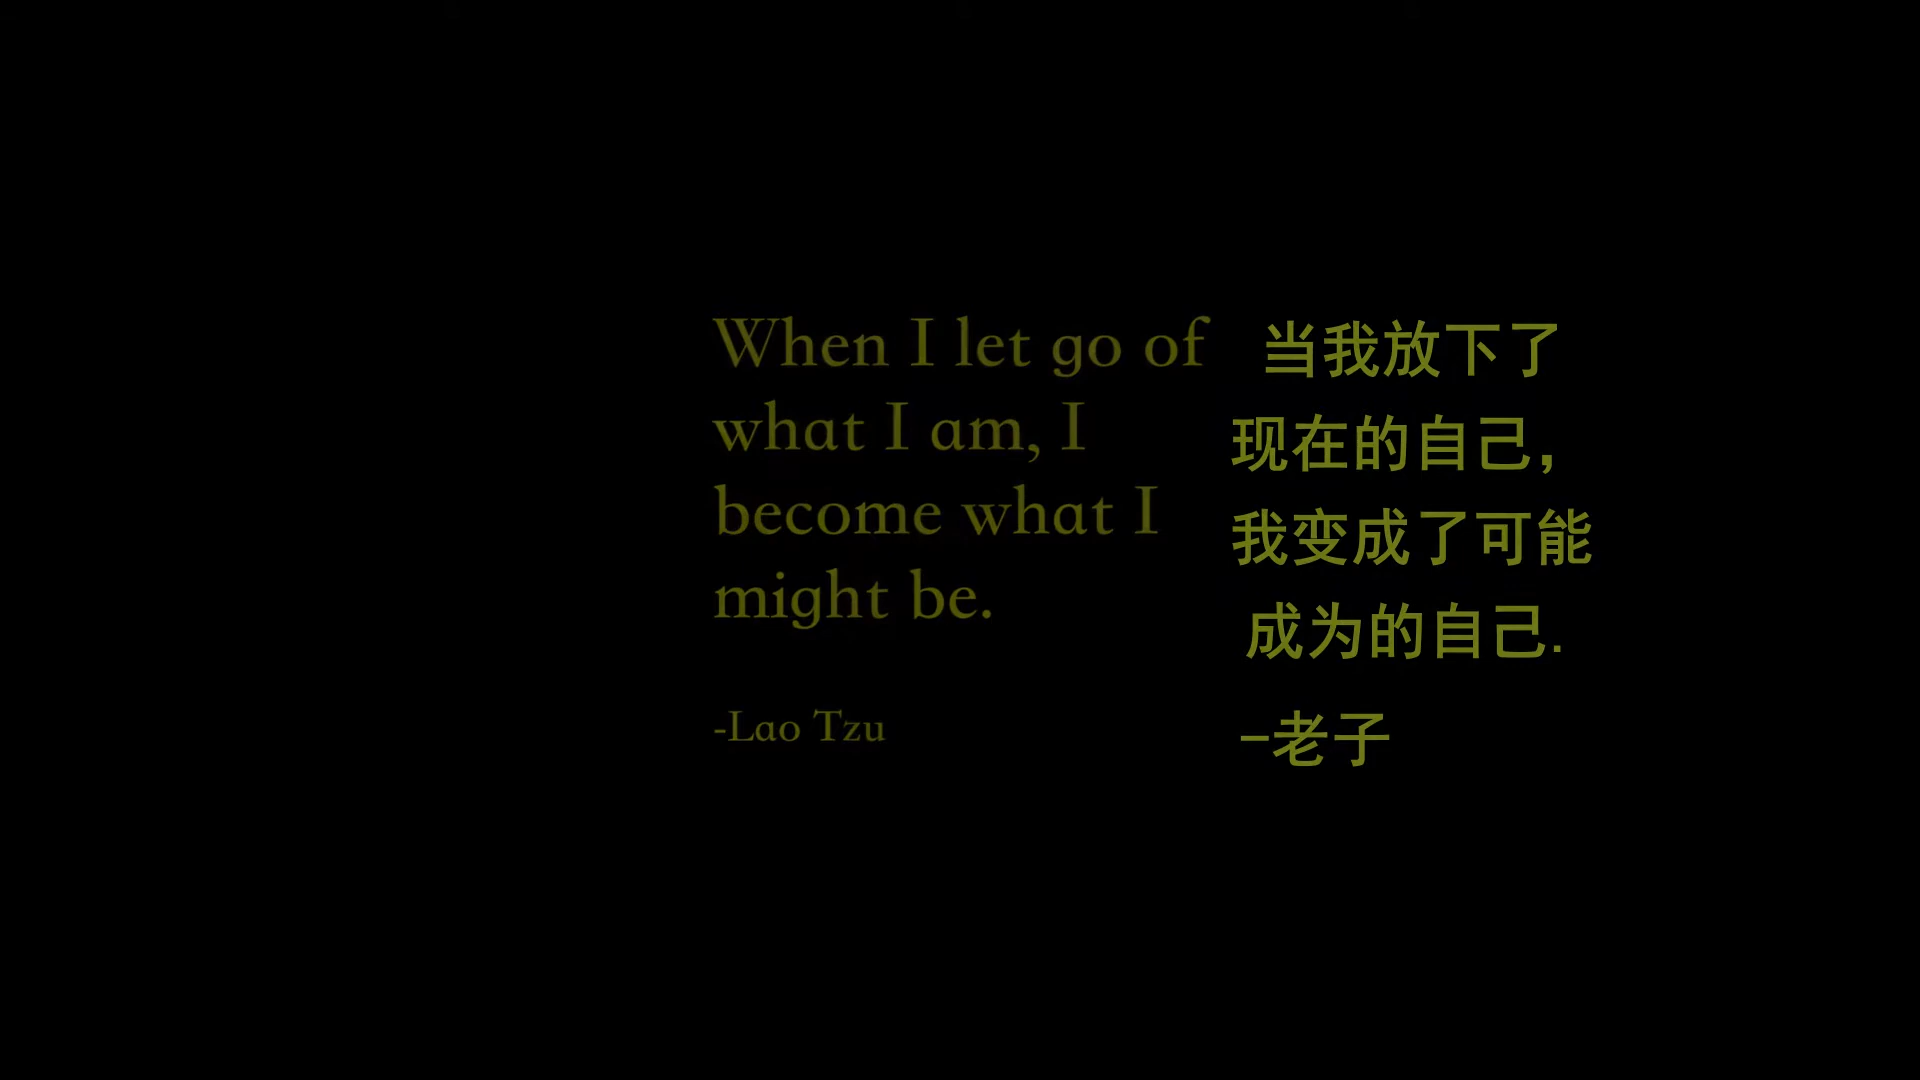 When I let go of
what I am, I
become what I
might be.
-Lao Tzu
当我放下了
现在的自己，
我变成了可能
成为的自己.
-老子